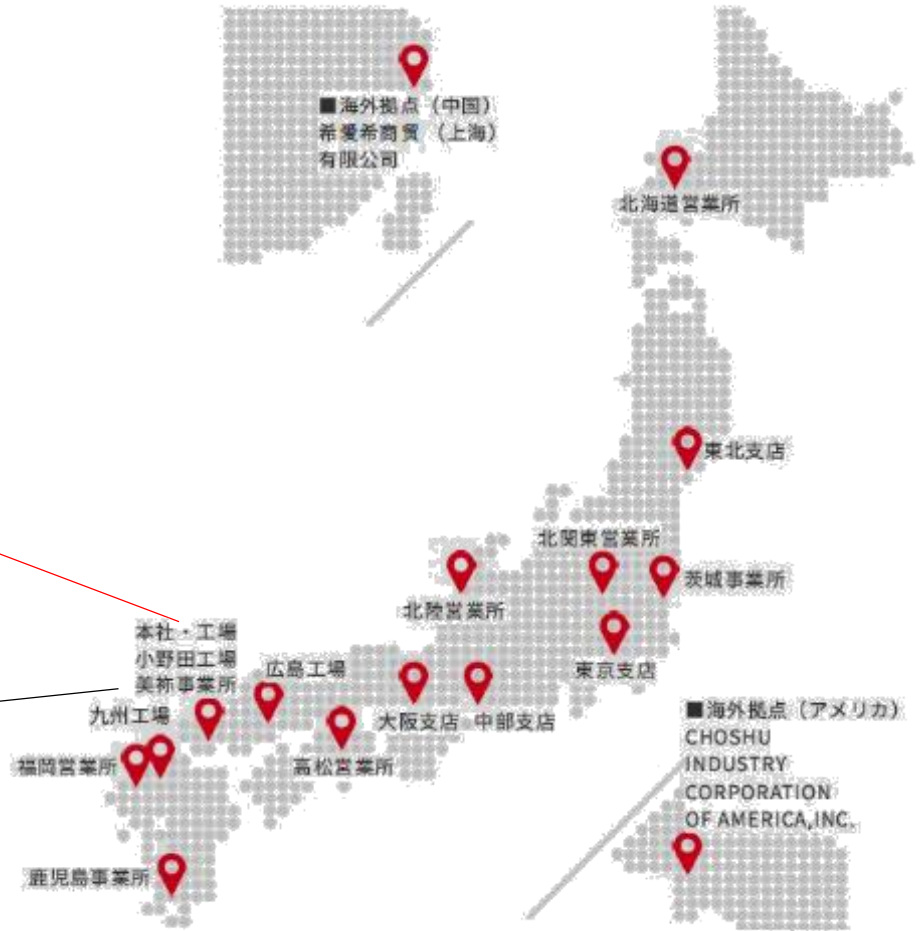 ■海外拠点（中国）
希愛希商貿（上海）
有限公司
北海道営業所
東北支店
北関東営業所
茨城事業所
北陸営業所
東京支店
本社・工場
小野田工場
美祢事業所
広島工場
九州工場
大阪支店
中部支店
福岡営業所
高松営業所
鹿児島事業所
■海外拠点（アメリカ）
CHOSHU
INDUSTRY
CORPORATION
OF AMERICA,INC.